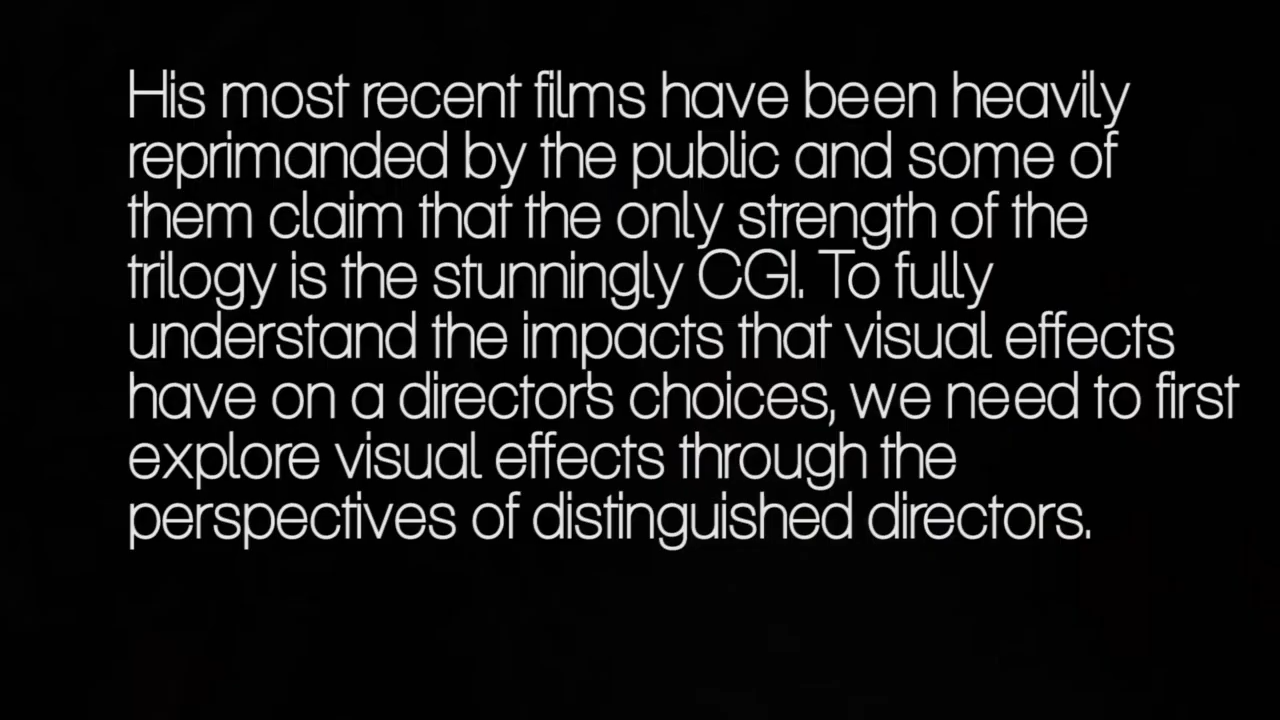 His most recent films have been heavily
reprimanded by the public and some of
them claim that the only strength of the
trilogy is the stunningly CGI. To fully
understand the impacts that visual effects
have on a director's choices, we need to first
explore visual effects through the
perspectives of distinguished directors.